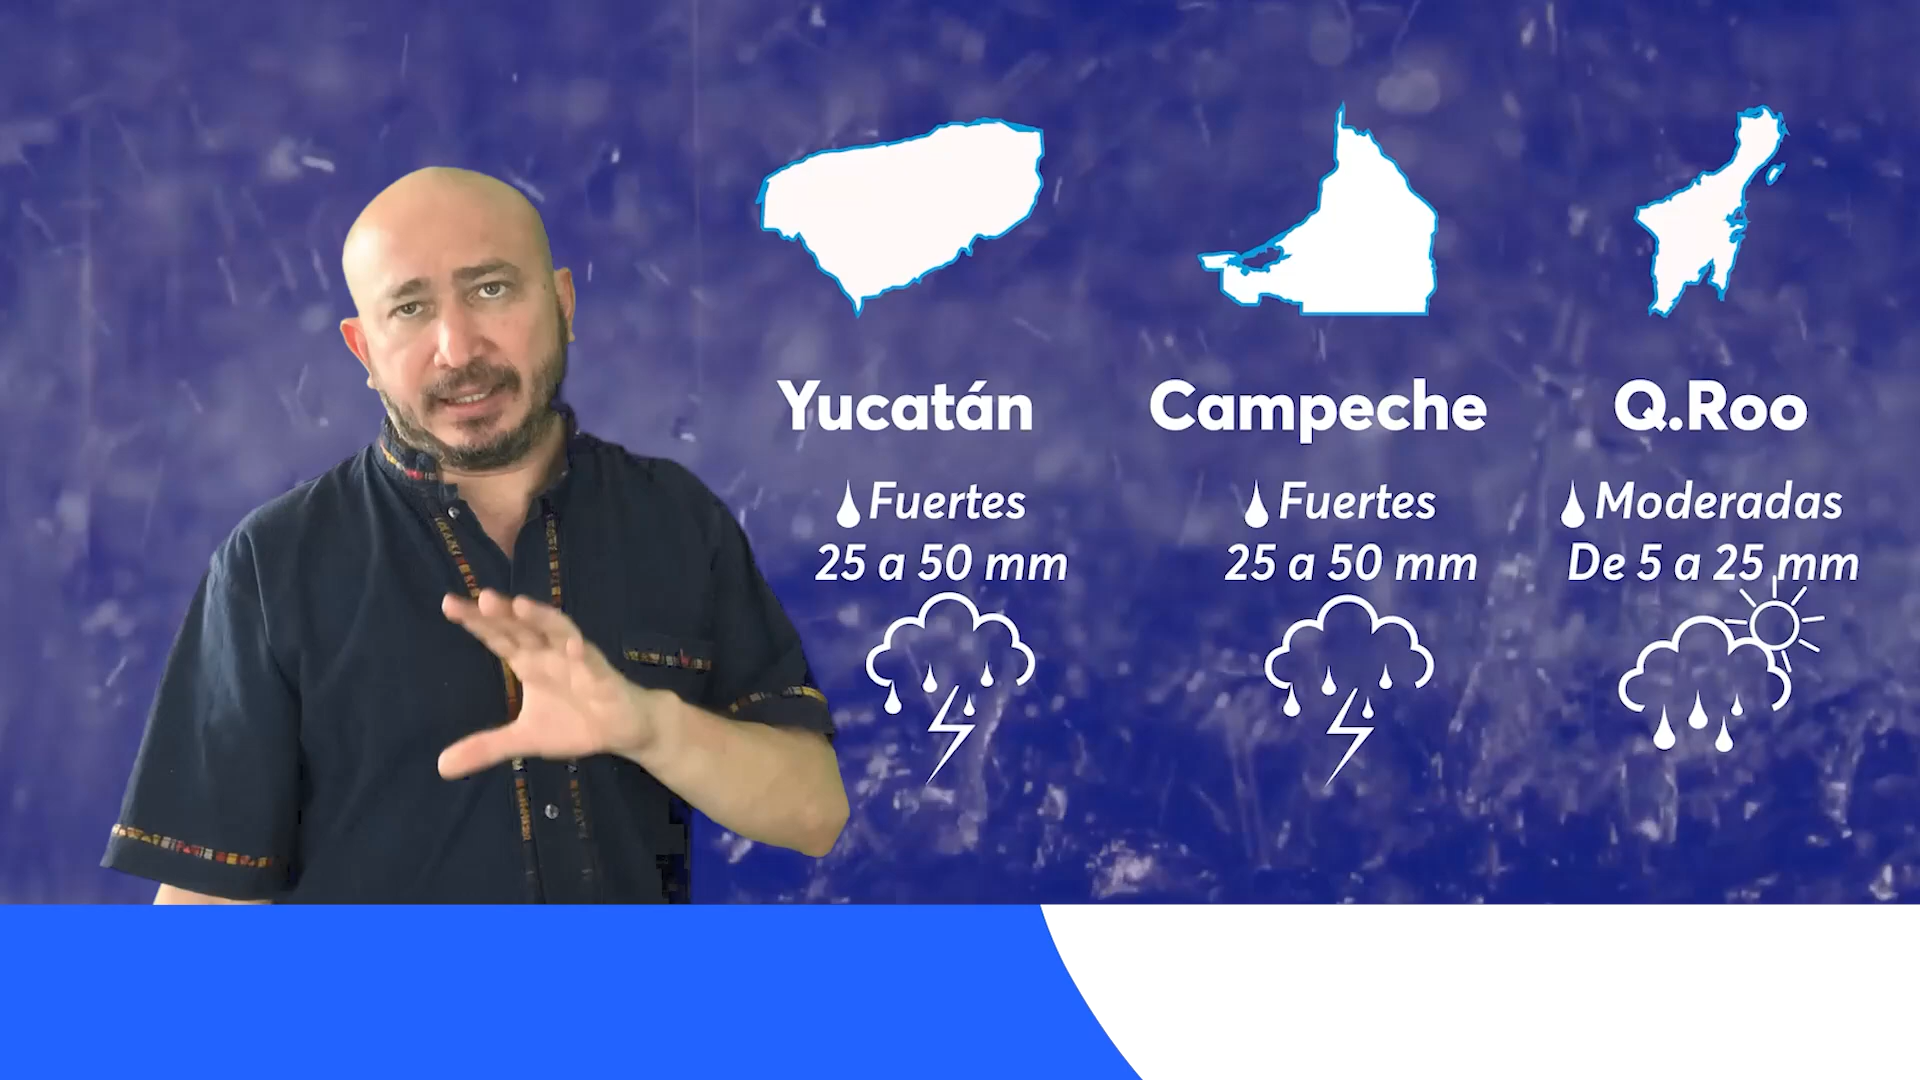 Yucatán
Fuertes
25 a 50 mm
Campeche
Fuertes
25 a 50 mm
Q.Roo
Moderadas
De 5 a 25 mm